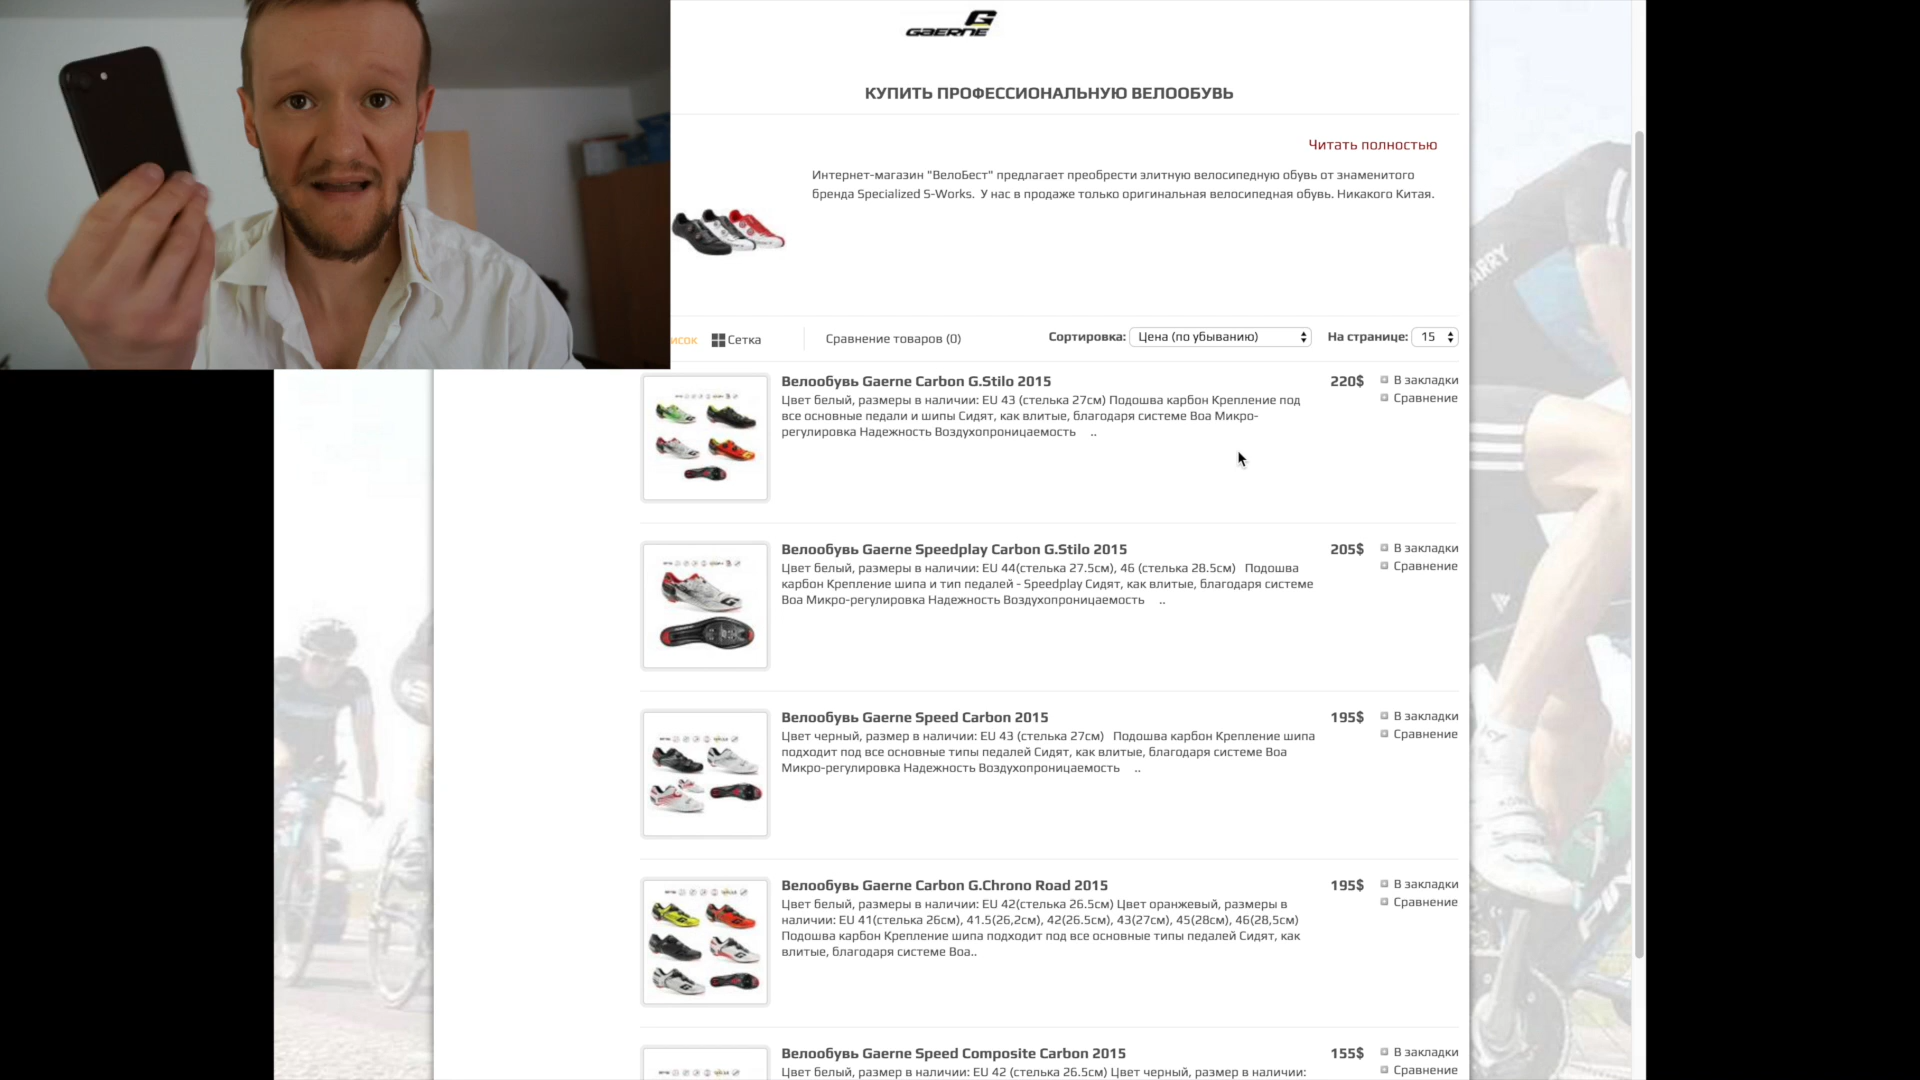 GAERNE
КУПИТЬ ПРОФЕССИОНАЛЬНУЮ ВЕЛООБУВЬ
Читать полностью
Интернет-магазин "ВелоБест" предлагает преобрести элитную велосипедную обувь от знаменитого
бренда Specialized S-Works. У нас в продаже только оригинальная велосипедная обувь. Никакого Китая.
Сетка
Сравнение товаров (0)
Сортировка: Цена (по убыванию)
На странице: 15
Велообувь Gaerne Carbon G.Stilo 2015
220$
В закладки
Сравнение
Цвет белый, размеры в наличии: EU 43 (стелька 27см) Подошва карбон Крепление под
все основные педали и шипы Сидят, как влитые, благодаря системе Boa Микро-
регулировка Надежность Воздухопроницаемость ..
Велообувь Gaerne Speedplay Carbon G.Stilo 2015
205$
В закладки
Сравнение
Цвет белый, размеры в наличии: EU 44(стелька 27.5см), 46 (стелька 28.5см) Подошва
карбон Крепление шипа и тип педалей - Speedplay Сидят, как влитые, благодаря системе
Boa Микро-регулировка Надежность Воздухопроницаемость ..
Велообувь Gaerne Speed Carbon 2015
195$
В закладки
Сравнение
Цвет черный, размер в наличии: EU 43 (стелька 27см) Подошва карбон Крепление шипа
подходит под все основные типы педалей Сидят, как влитые, благодаря системе Boa
Микро-регулировка Надежность Воздухопроницаемость ..
Велообувь Gaerne Carbon G.Chrono Road 2015
195$
В закладки
Сравнение
Цвет белый, размеры в наличии: EU 42(стелька 26.5см) Цвет оранжевый, размеры в
наличии: EU 41(стелька 26см), 41.5(26,2см), 42(26.5см), 43(27см), 45(28см), 46(28,5см)
Подошва карбон Крепление шипа подходит под все основные типы педалей Сидят, как
влитые, благодаря системе Boa..
Велообувь Gaerne Speed Composite Carbon 2015
155$
В закладки
Сравнение
Цвет белый, размер в наличии: EU 42 (стелька 26.5см) Цвет черный, размер в наличии: